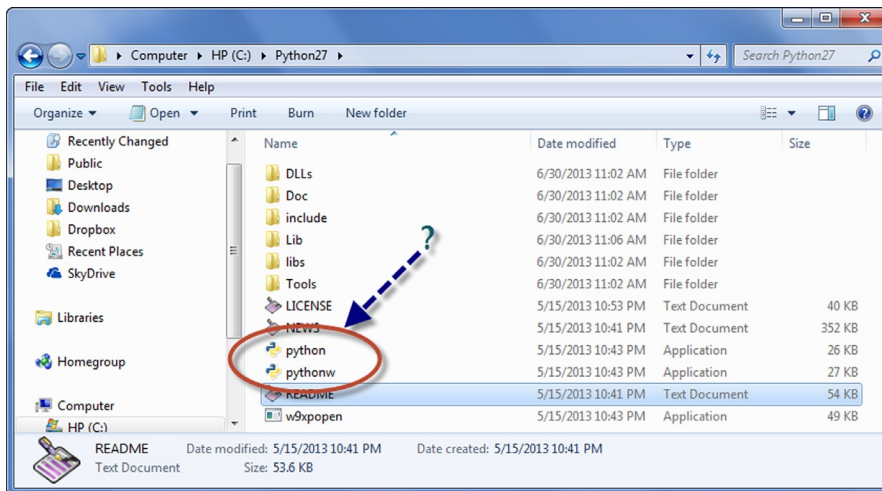 Computer HP (C:) Python27 Search Python27
File Edit View Tools Help
Organize Open Print Burn New folder
Recently Changed
Public
Desktop
Downloads
Dropbox
Recent Places
SkyDrive
Libraries
Homegroup
Computer
HP (C:)
Name Date modified Type Size
DLLs 6/30/2013 11:02 AM File folder
Doc 6/30/2013 11:02 AM File folder
include 6/30/2013 11:02 AM File folder
Lib 6/30/2013 11:06 AM File folder
libs 6/30/2013 11:02 AM File folder
Tools 6/30/2013 11:02 AM File folder
LICENSE 5/15/2013 10:53 PM Text Document 40 KB
NEWS 5/15/2013 10:41 PM Text Document 352 KB
python 5/15/2013 10:43 PM Application 26 KB
pythonw 5/15/2013 10:43 PM Application 27 KB
README 5/15/2013 10:41 PM Text Document 54 KB
w9xpopen 5/15/2013 10:43 PM Application 49 KB
?
README Date modified: 5/15/2013 10:41 PM Date created: 5/15/2013 10:41 PM
Text Document Size: 53.6 KB